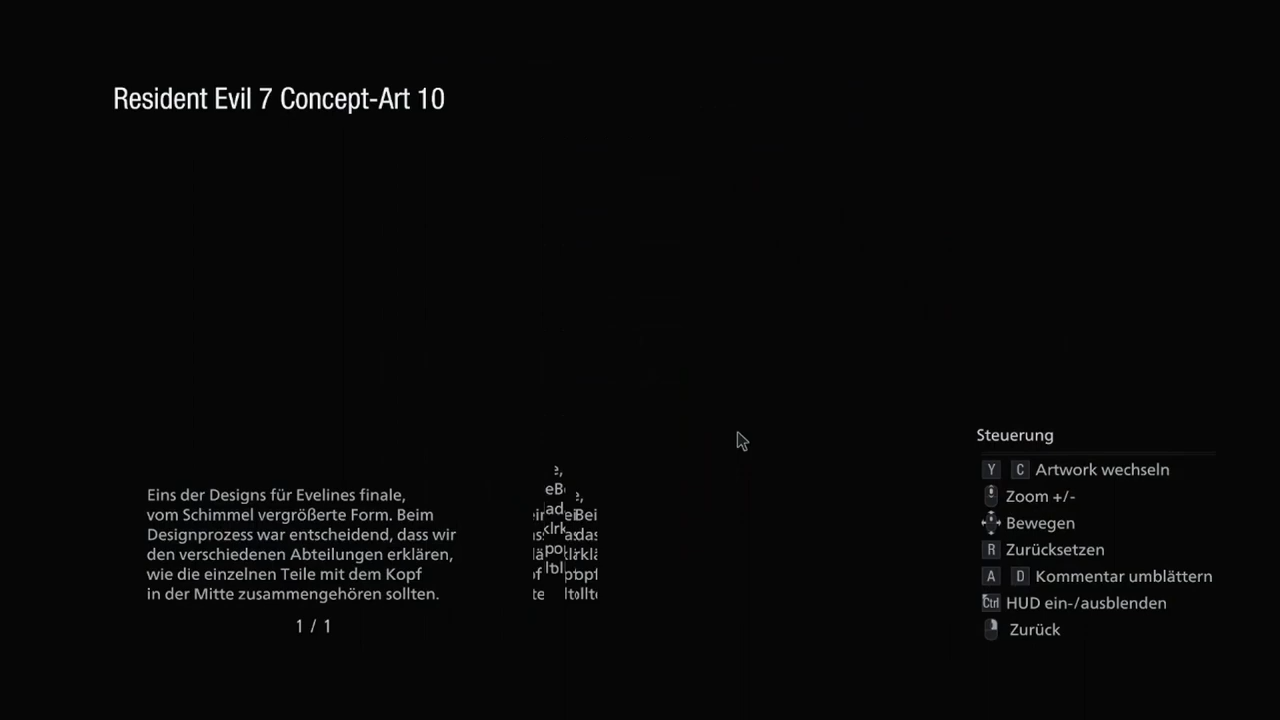 Resident Evil 7 Concept-Art 10
Eins der Designs für Evelines finale,
vom Schimmel vergrößerte Form. Beim
Designprozess war entscheidend, dass wir
den verschiedenen Abteilungen erklären,
wie die einzelnen Teile mit dem Kopf
in der Mitte zusammengehören sollten.
1 / 1
Steuerung
Y C Artwork wechseln
Zoom +/-
Bewegen
R Zurücksetzen
A D Kommentar umblättern
Ctrl HUD ein-/ausblenden
Zurück